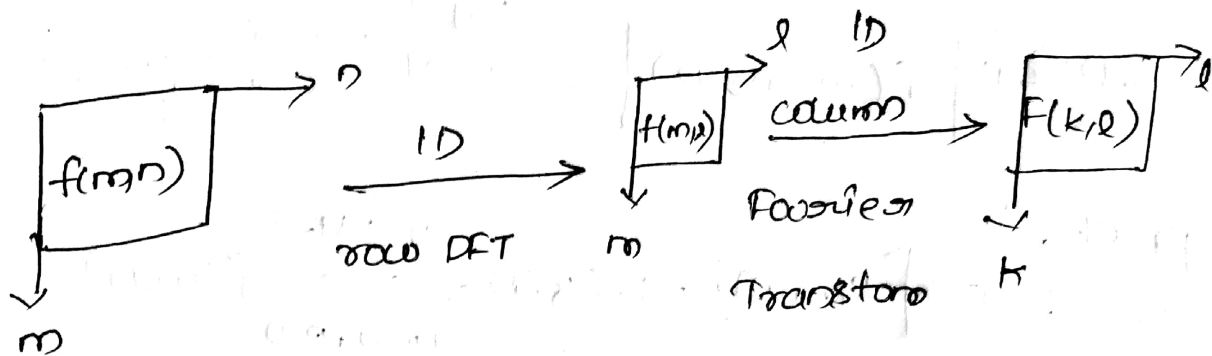 n
f(m,n)
m
1D
row DFT
l
f(m,l)
m
1D
column
Fourier
Transform
l
F(k,l)
k